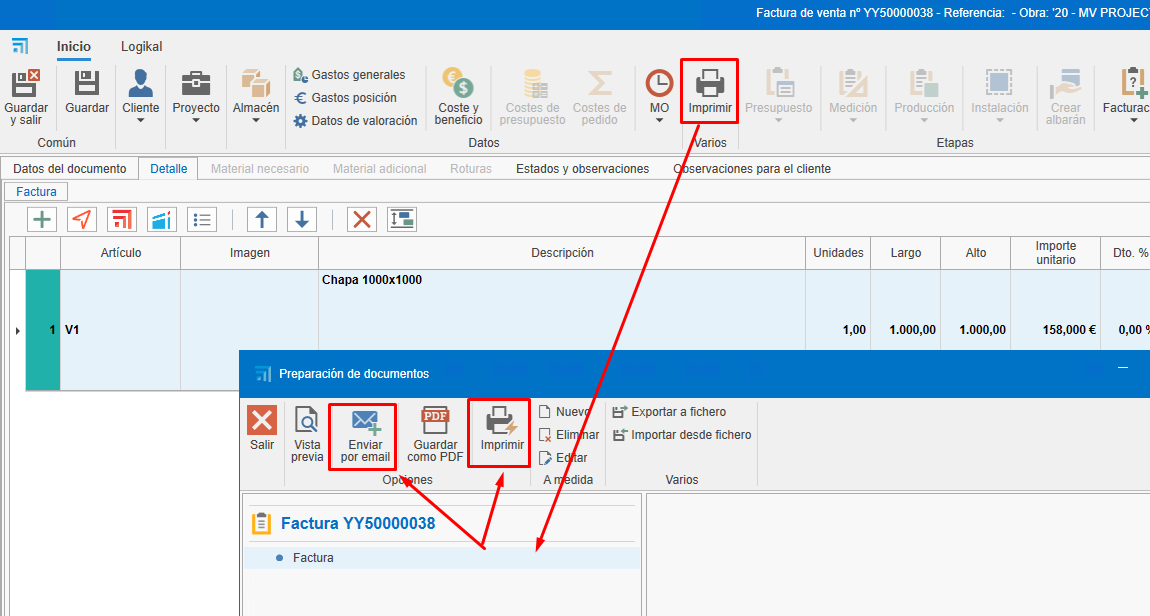 Factura de venta nº YY50000038 - Referencia: - Obra: '20 - MV PROJEC
Inicio
Logikal
Guardar y salir
Guardar
Cliente
Proyecto
Almacén
Gastos generales
Gastos posición
Datos de valoración
Coste y beneficio
Costes de presupuesto
Costes de pedido
MO
Imprimir
Presupuesto
Medición
Producción
Instalación
Crear albarán
Facturac
Común
Datos
Varios
Etapas
Datos del documento
Detalle
Material necesario
Material adicional
Roturas
Estados y observaciones
Observaciones para el cliente
Factura
Artículo
Imagen
Descripción
Unidades
Largo
Alto
Importe unitario
Dto. %
Chapa 1000x1000
1 V1 1,00 1.000,00 1.000,00 158,000 € 0,00 %
Preparación de documentos
Salir
Vista previa
Enviar por email
PDF
Guardar como PDF
Imprimir
Nuevo
Eliminar
Editar
Exportar a fichero
Importar desde fichero
Opciones
A medida
Varios
Factura YY50000038
Factura